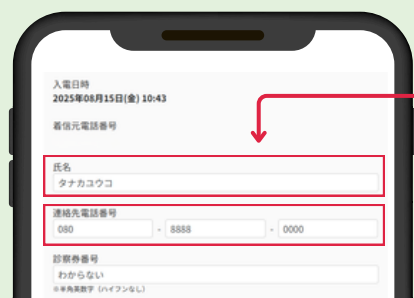 入電日時
2025年08月15日(金) 10:43
着信元電話番号
氏名
タナカユウコ
連絡先電話番号
080 - 8888 - 0000
診察券番号
わからない
※半角英数字（ハイフンなし）